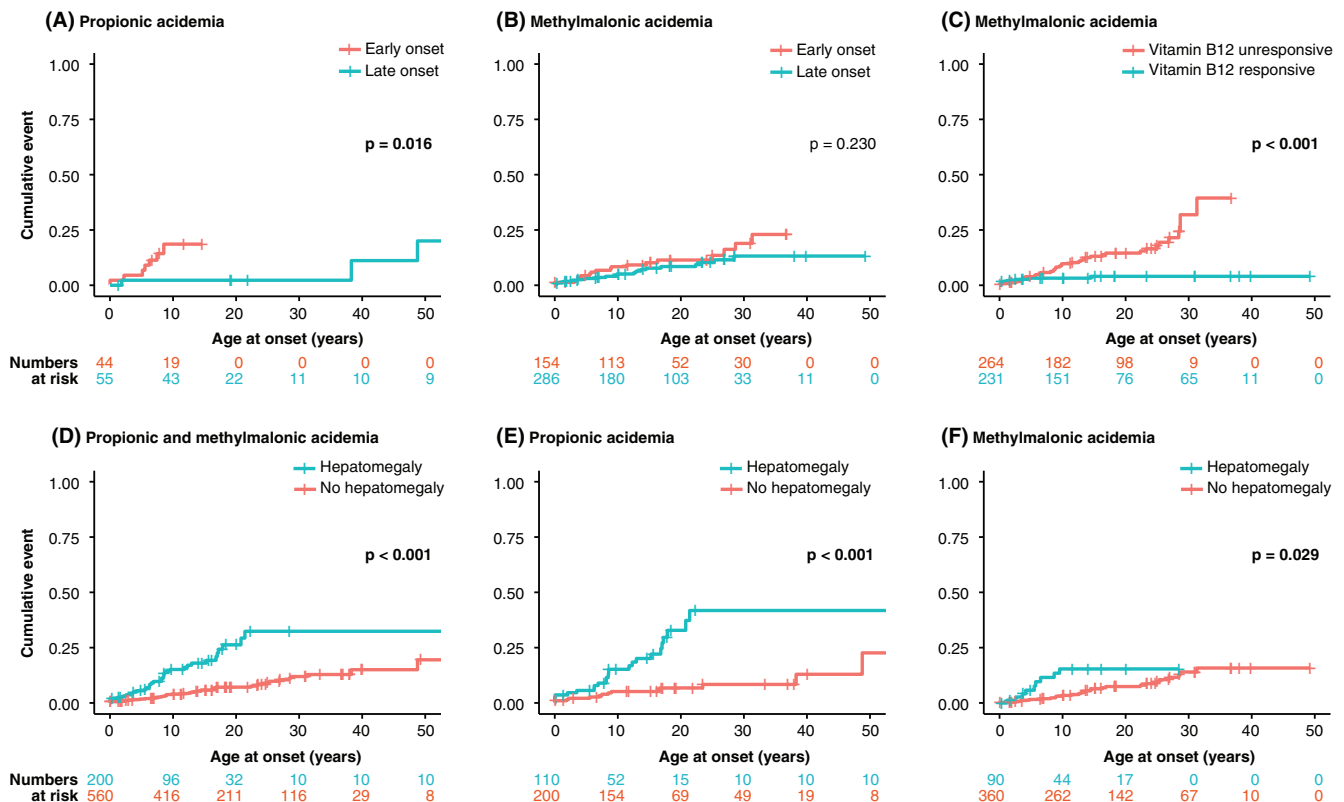 (A) Propionic acidemia
Early onset
Late onset
p = 0.016
Cumulative event
1.00
0.75
0.50
0.25
0.00
0 10 20 30 40 50
Age at onset (years)
Numbers at risk
44 19 0 0 0 0
55 43 22 11 10 9
(B) Methylmalonic acidemia
Early onset
Late onset
p = 0.230
1.00
0.75
0.50
0.25
0.00
0 10 20 30 40 50
Age at onset (years)
154 113 52 30 0 0
286 180 103 33 11 0
(C) Methylmalonic acidemia
Vitamin B12 unresponsive
Vitamin B12 responsive
p < 0.001
1.00
0.75
0.50
0.25
0.00
0 10 20 30 40 50
Age at onset (years)
264 182 98 9 0 0
231 151 76 65 11 0
(D) Propionic and methylmalonic acidemia
Hepatomegaly
No hepatomegaly
p < 0.001
Cumulative event
1.00
0.75
0.50
0.25
0.00
0 10 20 30 40 50
Age at onset (years)
Numbers at risk
200 96 32 10 10 10
560 416 211 116 29 8
(E) Propionic acidemia
Hepatomegaly
No hepatomegaly
p < 0.001
1.00
0.75
0.50
0.25
0.00
0 10 20 30 40 50
Age at onset (years)
110 52 15 10 10 10
200 154 69 49 19 8
(F) Methylmalonic acidemia
Hepatomegaly
No hepatomegaly
p = 0.029
1.00
0.75
0.50
0.25
0.00
0 10 20 30 40 50
Age at onset (years)
90 44 17 0 0 0
360 262 142 67 10 0